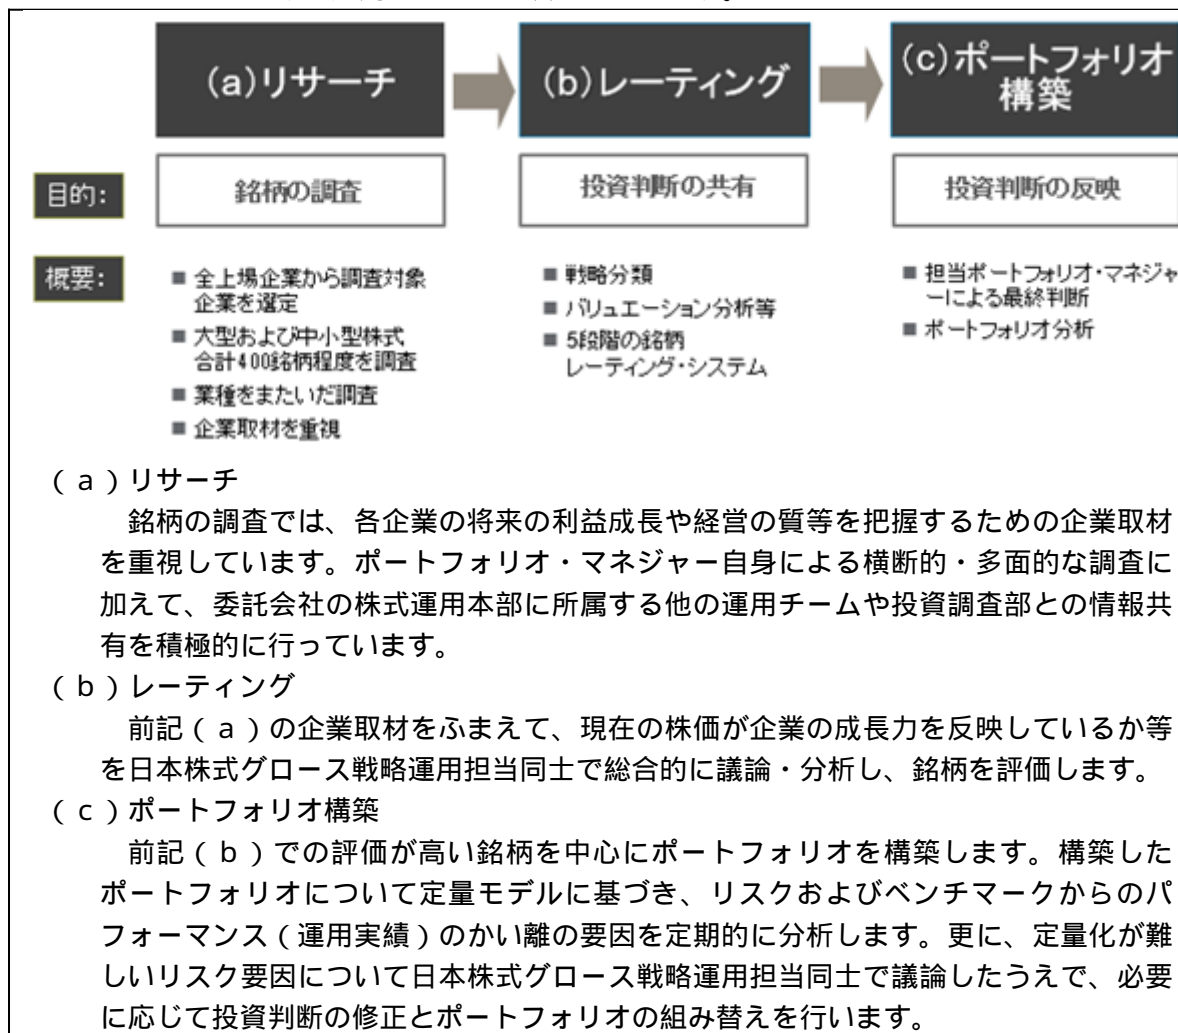 (a)リサーチ
(b)レーティング
(c)ポートフォリオ
構築
目的:
銘柄の調査
投資判断の共有
投資判断の反映
概要:
■ 全上場企業から調査対象
企業を選定
■ 大型および中小型株式
合計400銘柄程度を調査
■ 業種をまたいだ調査
■ 企業取材を重視
■ 戦略分類
■ バリュエーション分析等
■ 5段階の銘柄
レーティング・システム
■ 担当ポートフォリオ・マネジャ
ーによる最終判断
■ ポートフォリオ分析
(a)リサーチ
銘柄の調査では、各企業の将来の利益成長や経営の質等を把握するための企業取材
を重視しています。ポートフォリオ・マネジャー自身による横断的・多面的な調査に
加えて、委託会社の株式運用本部に所属する他の運用チームや投資調査部との情報共
有を積極的に行っています。
(b)レーティング
前記(a)の企業取材をふまえて、現在の株価が企業の成長力を反映しているか等
を日本株式グロース戦略運用担当同士で総合的に議論・分析し、銘柄を評価します。
(c)ポートフォリオ構築
前記(b)での評価が高い銘柄を中心にポートフォリオを構築します。構築した
ポートフォリオについて定量モデルに基づき、リスクおよびベンチマークからのパ
フォーマンス(運用実績)のかい離の要因を定期的に分析します。更に、定量化が難
しいリスク要因について日本株式グロース戦略運用担当同士で議論したうえで、必要
に応じて投資判断の修正とポートフォリオの組み替えを行います。